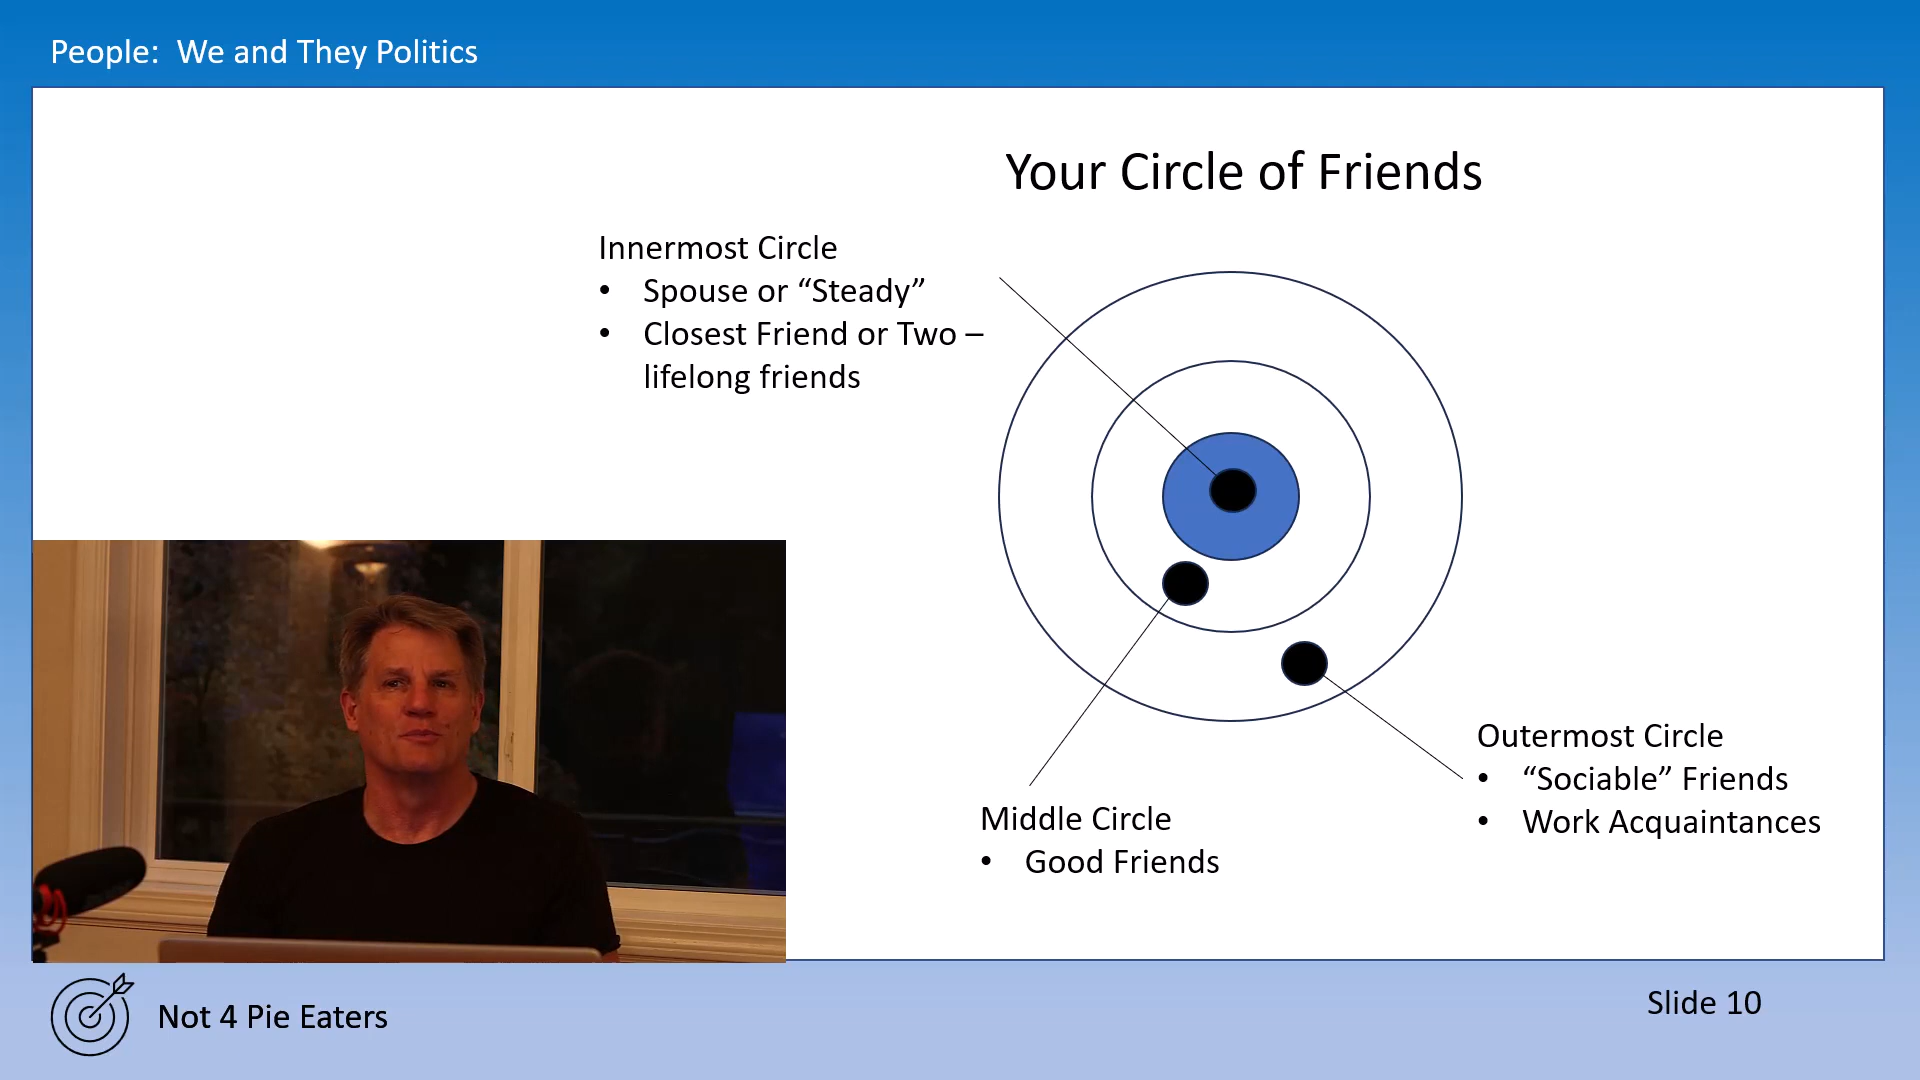 People:  We and They Politics
Your Circle of Friends
Innermost Circle
• Spouse or “Steady”
• Closest Friend or Two –
lifelong friends
Middle Circle
• Good Friends
Outermost Circle
• “Sociable” Friends
• Work Acquaintances
Not 4 Pie Eaters
Slide 10